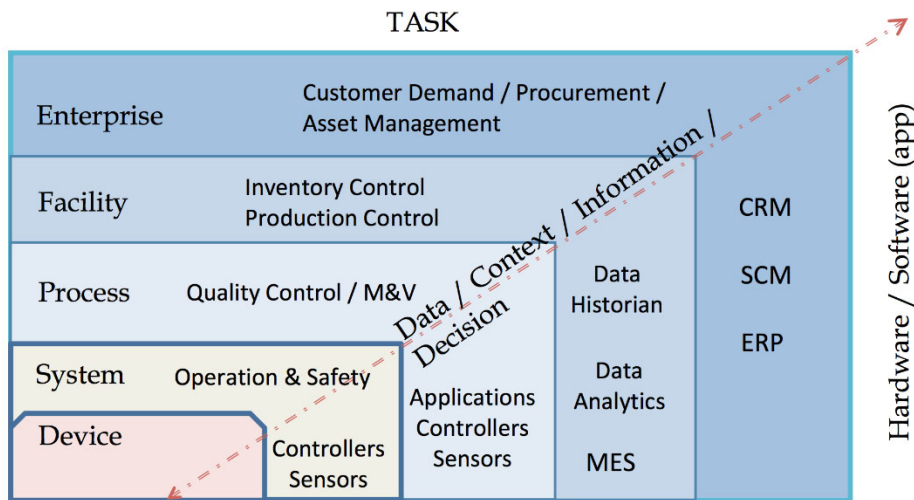 TASK
Enterprise
Customer Demand / Procurement /
Asset Management
Facility
Inventory Control
Production Control
Process
Quality Control / M&V
System
Operation & Safety
Device
Controllers
Sensors
Applications
Controllers
Sensors
Data
Historian
Data
Analytics
MES
CRM
SCM
ERP
Data / Context / Information /
Decision
Hardware / Software (app)